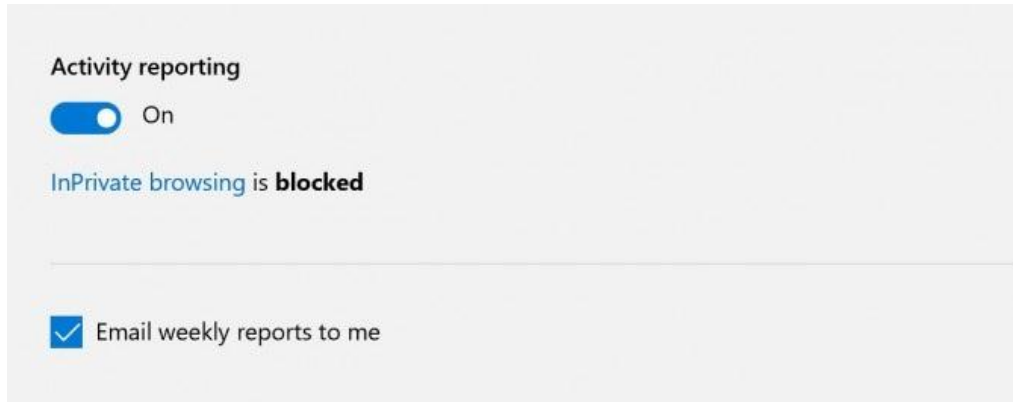 Activity reporting
On
InPrivate browsing is blocked
Email weekly reports to me